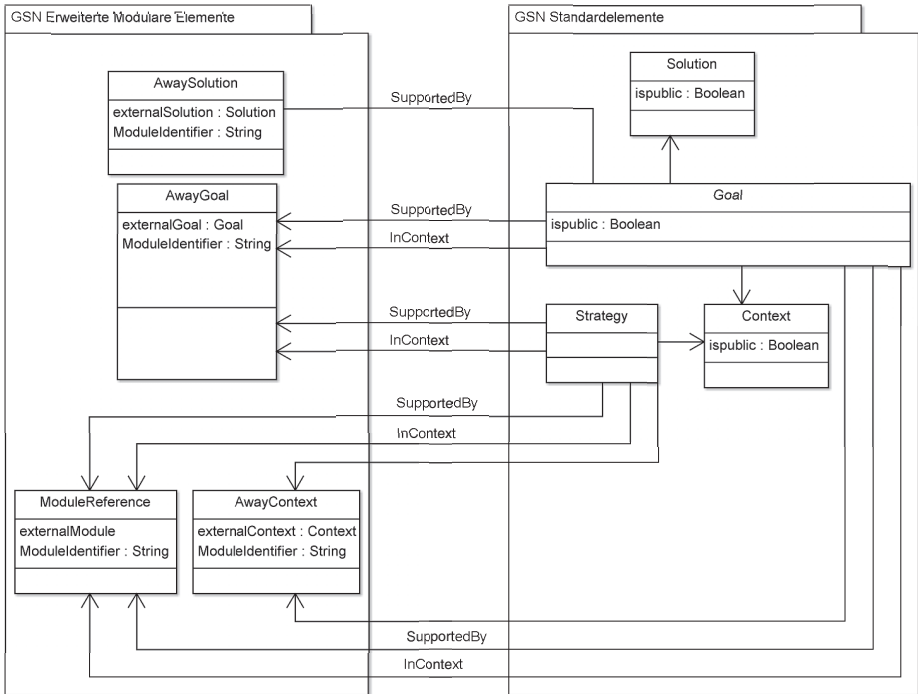 GSN Erweiterte Modulare Elemente
GSN Standardelemente
AwaySolution
externalSolution : Solution
ModuleIdentifier : String
SupportedBy
Solution
ispublic : Boolean
AwayGoal
externalGoal : Goal
ModuleIdentifier : String
SupportedBy
InContext
Goal
ispublic : Boolean
SupportedBy
InContext
Strategy
Context
ispublic : Boolean
SupportedBy
InContext
ModuleReference
externalModule
ModuleIdentifier : String
AwayContext
externalContext : Context
ModuleIdentifier : String
SupportedBy
InContext